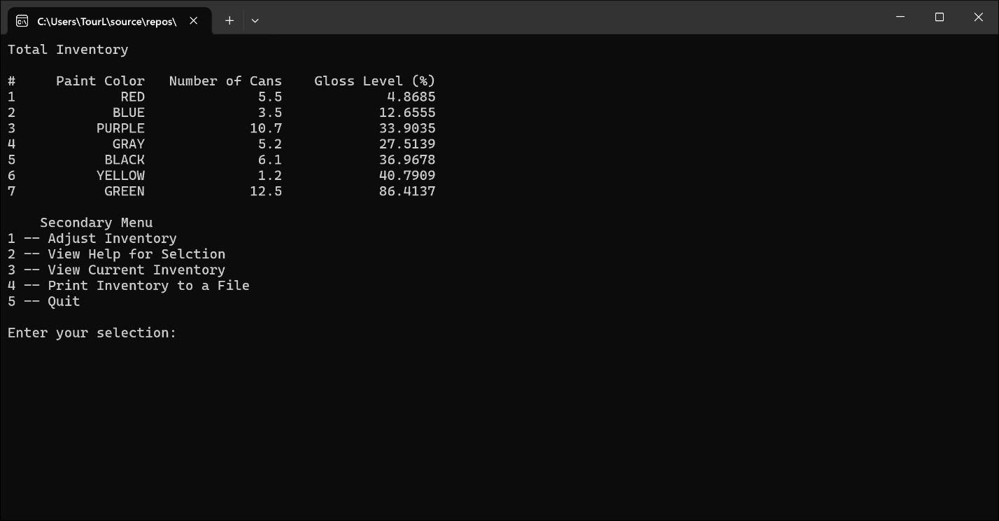 C:\Users\TourL\source\repos\
Total Inventory
#     Paint Color   Number of Cans    Gloss Level (%)
1             RED              5.5             4.8685
2            BLUE              3.5            12.6555
3          PURPLE             10.7            33.9035
4            GRAY              5.2            27.5139
5           BLACK              6.1            36.9678
6          YELLOW              1.2            40.7909
7           GREEN             12.5            86.4137
    Secondary Menu
1 -- Adjust Inventory
2 -- View Help for Selction
3 -- View Current Inventory
4 -- Print Inventory to a File
5 -- Quit
Enter your selection: